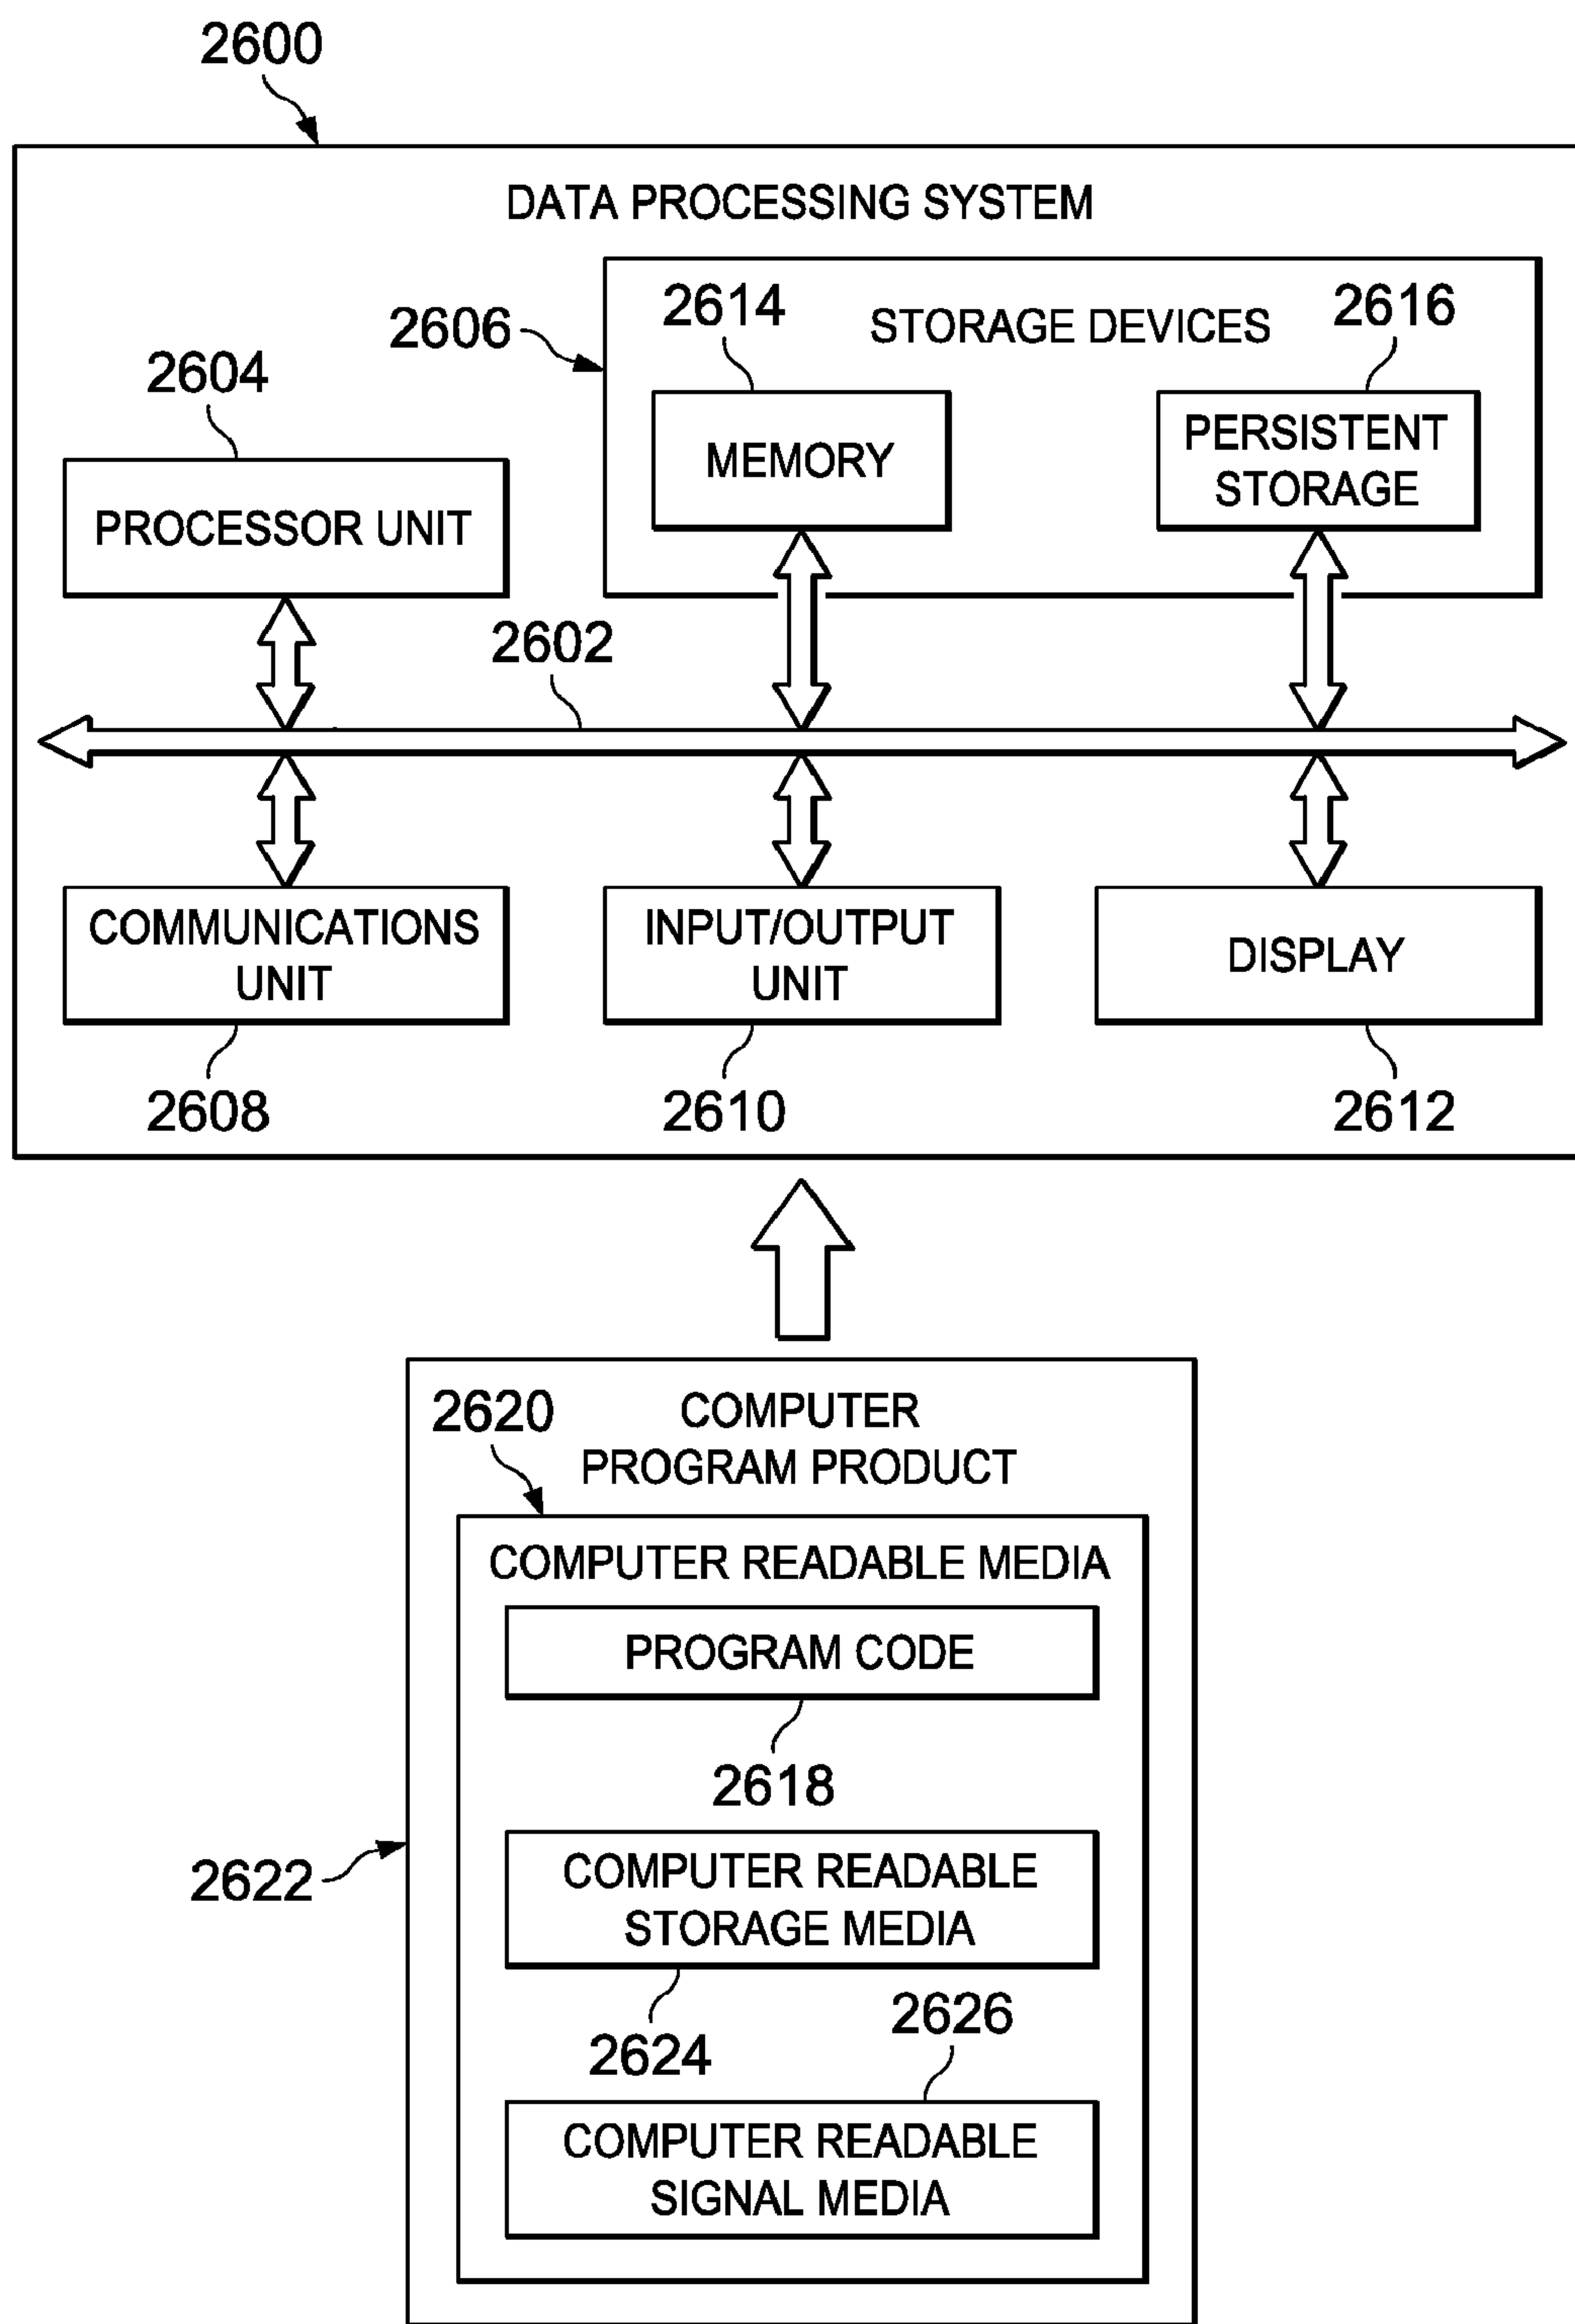 2600
DATA PROCESSING SYSTEM
2606
2614
STORAGE DEVICES
2616
2604
MEMORY
PERSISTENT
STORAGE
PROCESSOR UNIT
2602
COMMUNICATIONS
UNIT
INPUT/OUTPUT
UNIT
DISPLAY
2608
2610
2612
2620
COMPUTER
PROGRAM PRODUCT
COMPUTER READABLE MEDIA
PROGRAM CODE
2618
2622
COMPUTER READABLE
STORAGE MEDIA
2624
2626
COMPUTER READABLE
SIGNAL MEDIA